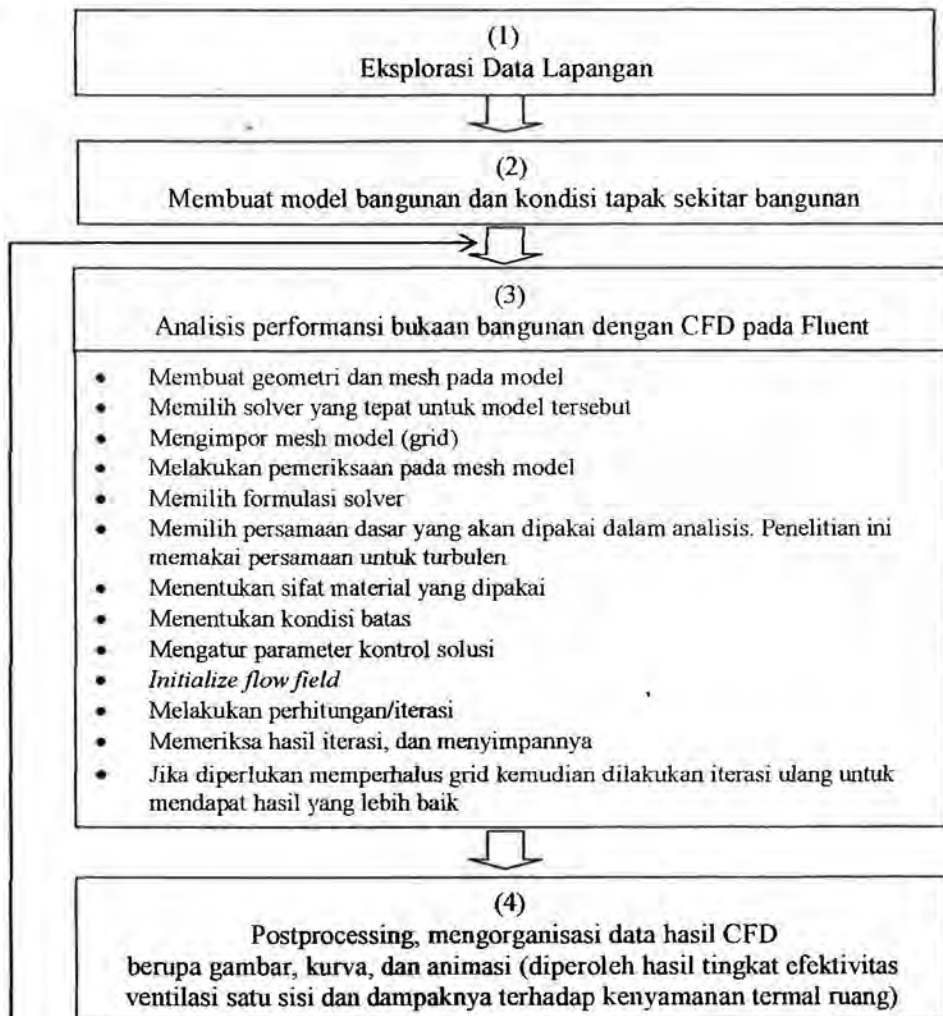 (1)
Eksplorasi Data Lapangan
(2)
Membuat model bangunan dan kondisi tapak sekitar bangunan
(3)
Analisis performansi bukaan bangunan dengan CFD pada Fluent
• Membuat geometri dan mesh pada model
• Memilih solver yang tepat untuk model tersebut
• Mengimpor mesh model (grid)
• Melakukan pemeriksaan pada mesh model
• Memilih formulasi solver
• Memilih persamaan dasar yang akan dipakai dalam analisis. Penelitian ini
memakai persamaan untuk turbulen
• Menentukan sifat material yang dipakai
• Menentukan kondisi batas
• Mengatur parameter kontrol solusi
• Initialize flow field
• Melakukan perhitungan/iterasi
• Memeriksa hasil iterasi, dan menyimpannya
• Jika diperlukan memperhalus grid kemudian dilakukan iterasi ulang untuk
mendapat hasil yang lebih baik
(4)
Postprocessing, mengorganisasi data hasil CFD
berupa gambar, kurva, dan animasi (diperoleh hasil tingkat efektivitas
ventilasi satu sisi dan dampaknya terhadap kenyamanan termal ruang)